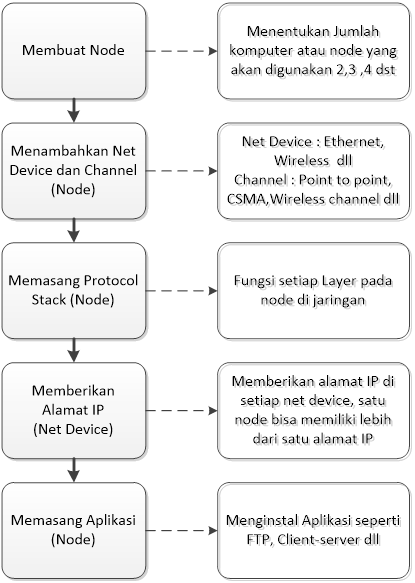 Membuat Node
Menentukan Jumlah
komputer atau node yang
akan digunakan 2,3 ,4 dst
Menambahkan Net
Device dan Channel
(Node)
Net Device : Ethernet,
Wireless dll
Channel : Point to point,
CSMA,Wireless channel dll
Memasang Protocol
Stack (Node)
Fungsi setiap Layer pada
node di jaringan
Memberikan
Alamat IP
(Net Device)
Memberikan alamat IP di
setiap net device, satu
node bisa memiliki lebih
dari satu alamat IP
Memasang Aplikasi
(Node)
Menginstal Aplikasi seperti
FTP, Client-server dll